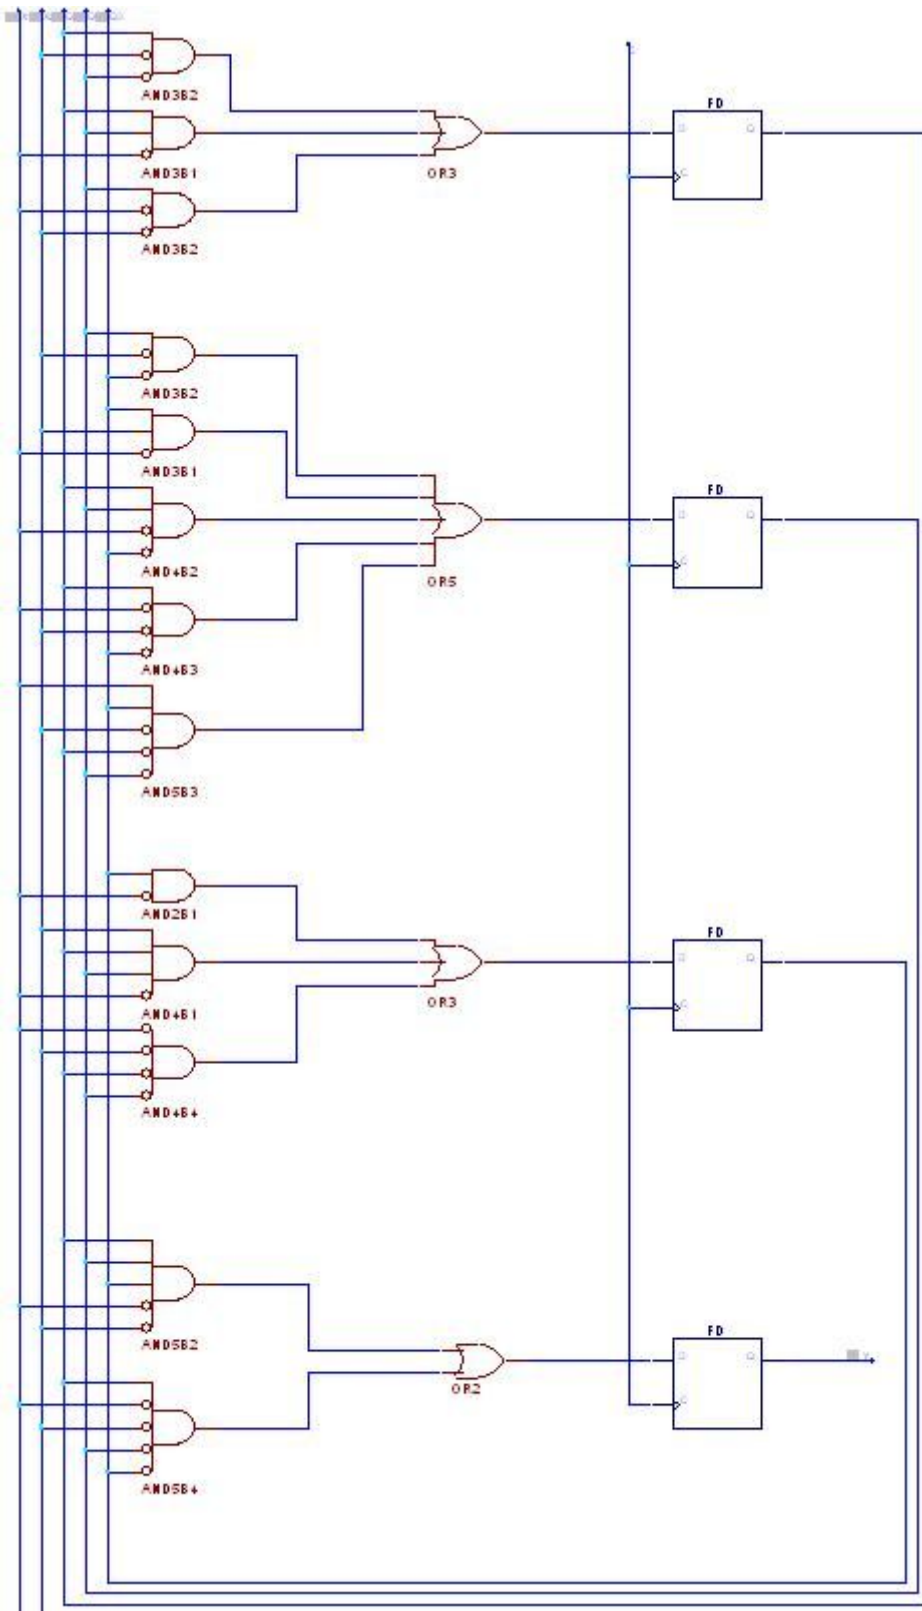 AND3B2
FD
AND3B1
OR3
AND3B2
AND3B2
AND3B1
FD
AND4B2
OR5
AND4B3
AND5B3
AND2B1
FD
AND4B1
OR3
AND4B4
AND5B2
FD
OR2
AND5B4